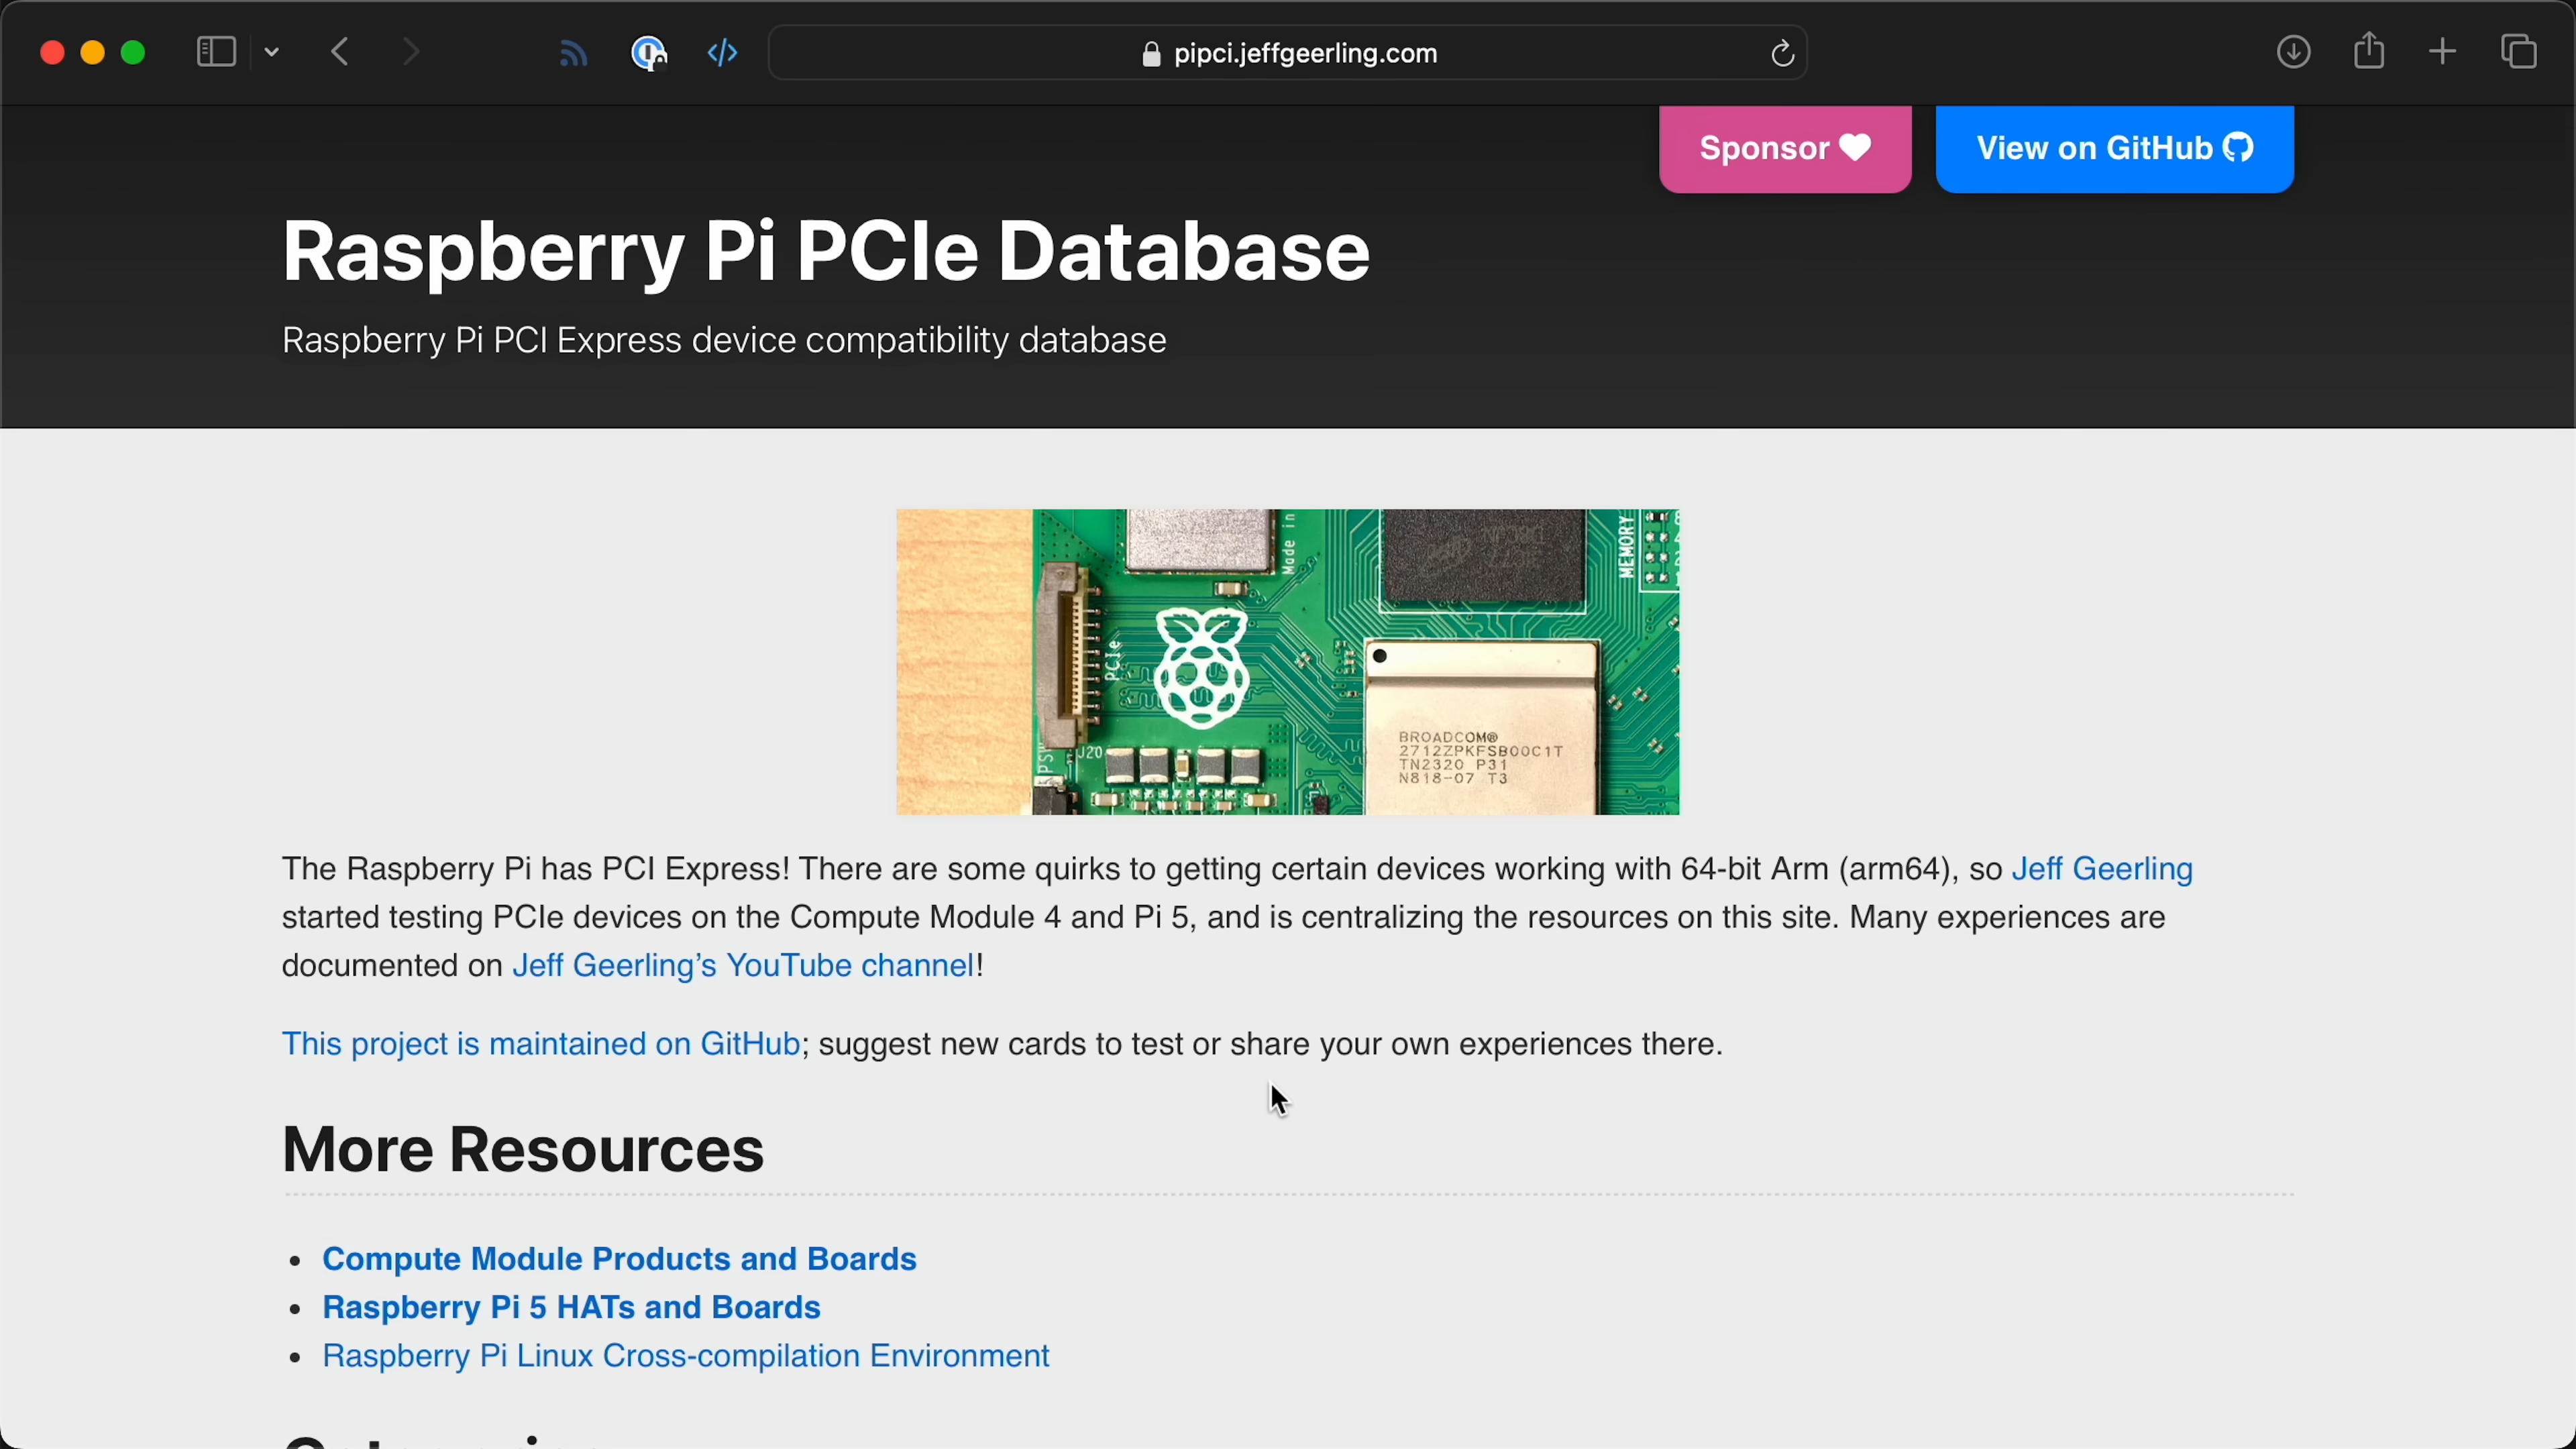 pipci.jeffgeerling.com
Sponsor
View on GitHub
Raspberry Pi PCIe Database
Raspberry Pi PCI Express device compatibility database
Made in
MEMORY
PCIe
J20
BROADCOM®
2712ZPKFSB00C1T
TN2320 P31
N818-07 T3
The Raspberry Pi has PCI Express! There are some quirks to getting certain devices working with 64-bit Arm (arm64), so Jeff Geerling
started testing PCIe devices on the Compute Module 4 and Pi 5, and is centralizing the resources on this site. Many experiences are
documented on Jeff Geerling’s YouTube channel!
This project is maintained on GitHub; suggest new cards to test or share your own experiences there.
More Resources
Compute Module Products and Boards
Raspberry Pi 5 HATs and Boards
Raspberry Pi Linux Cross-compilation Environment